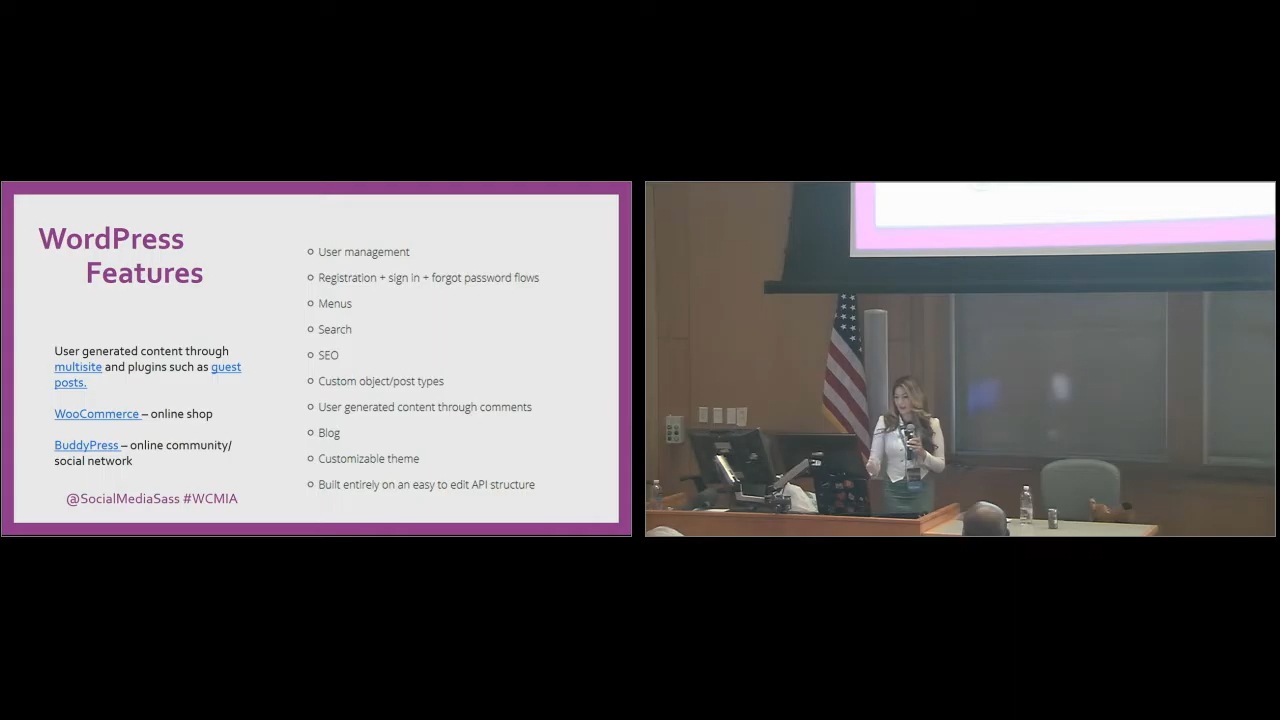 WordPress
Features
User generated content through
multisite and plugins such as guest
posts.
WooCommerce – online shop
BuddyPress – online community/
social network
@SocialMediaSass #WCMIA
User management
Registration + sign in + forgot password flows
Menus
Search
SEO
Custom object/post types
User generated content through comments
Blog
Customizable theme
Built entirely on an easy to edit API structure